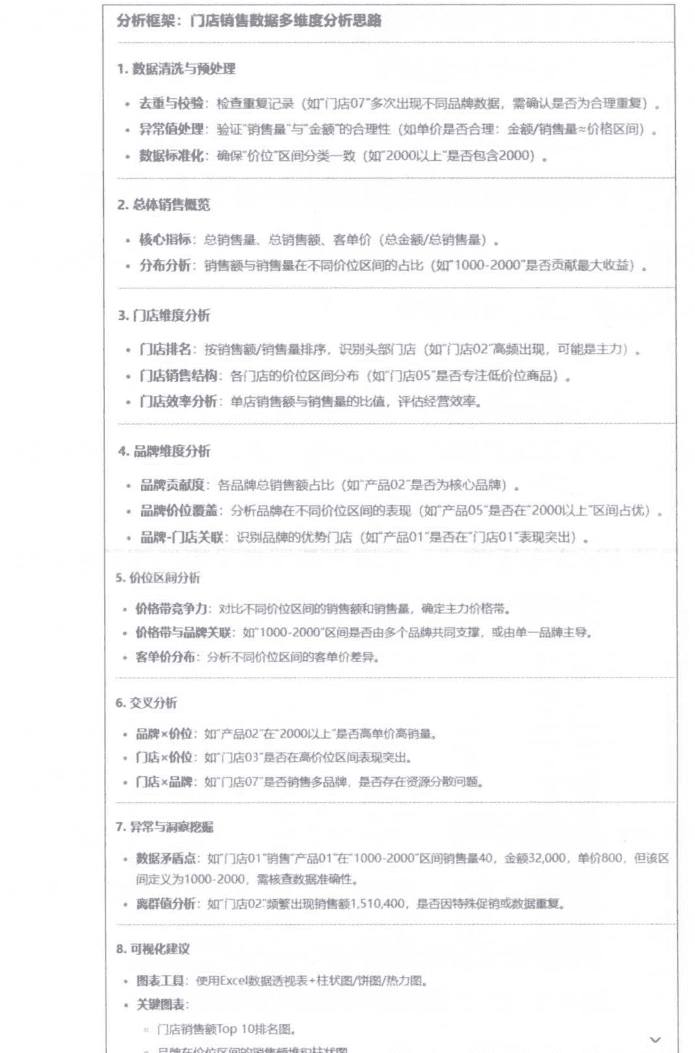 分析框架：门店销售数据多维度分析思路
1. 数据清洗与预处理
• 去重与校验：检查重复记录（如"门店07"多次出现不同品牌数据，需确认是否为合理重复）。
• 异常值处理：验证"销售量"与"金额"的合理性（如单价是否合理：金额/销售量≈价格区间）。
• 数据标准化：确保"价位"区间分类一致（如"2000以上"是否包含2000）。
2. 总体销售概览
• 核心指标：总销售量、总销售额、客单价（总金额/总销售量）。
• 分布分析：销售额与销售量在不同价位区间的占比（如"1000-2000"是否贡献最大收益）。
3. 门店维度分析
• 门店排名：按销售额/销售量排序，识别头部门店（如"门店02"高频出现，可能是主力）。
• 门店销售结构：各门店的价位区间分布（如"门店05"是否专注低价位商品）。
• 门店效率分析：单店销售额与销售量的比值，评估经营效率。
4. 品牌维度分析
• 品牌贡献度：各品牌总销售额占比（如"产品02"是否为核心品牌）。
• 品牌价位覆盖：分析品牌在不同价位区间的表现（如"产品05"是否在"2000以上"区间占优）。
• 品牌-门店关联：识别品牌的优势门店（如"产品01"是否在"门店01"表现突出）。
5. 价位区间分析
• 价格带竞争力：对比不同价位区间的销售额和销售量，确定主力价格带。
• 价格带与品牌关联：如"1000-2000"区间是否由多个品牌共同支撑，或由单一品牌主导。
• 客单价分布：分析不同价位区间的客单价差异。
6. 交叉分析
• 品牌×价位：如"产品02"在"2000以上"是否高单价高销量。
• 门店×价位：如"门店03"是否在高价位区间表现突出。
• 门店×品牌：如"门店07"是否销售多品牌，是否存在资源分散问题。
7. 异常与洞察挖掘
• 数据矛盾点：如"门店01"销售"产品01"在"1000-2000"区间销售量40，金额32,000，单价800，但该区
间定义为1000-2000，需核查数据准确性。
• 离群值分析：如"门店02"频繁出现销售额1,510,400，是否因特殊促销或数据重复。
8. 可视化建议
• 图表工具：使用Excel数据透视表+柱状图/饼图/热力图。
• 关键图表：
◦ 门店销售额Top 10排名图。
◦ 品牌在价位区间的销售额堆积柱状图